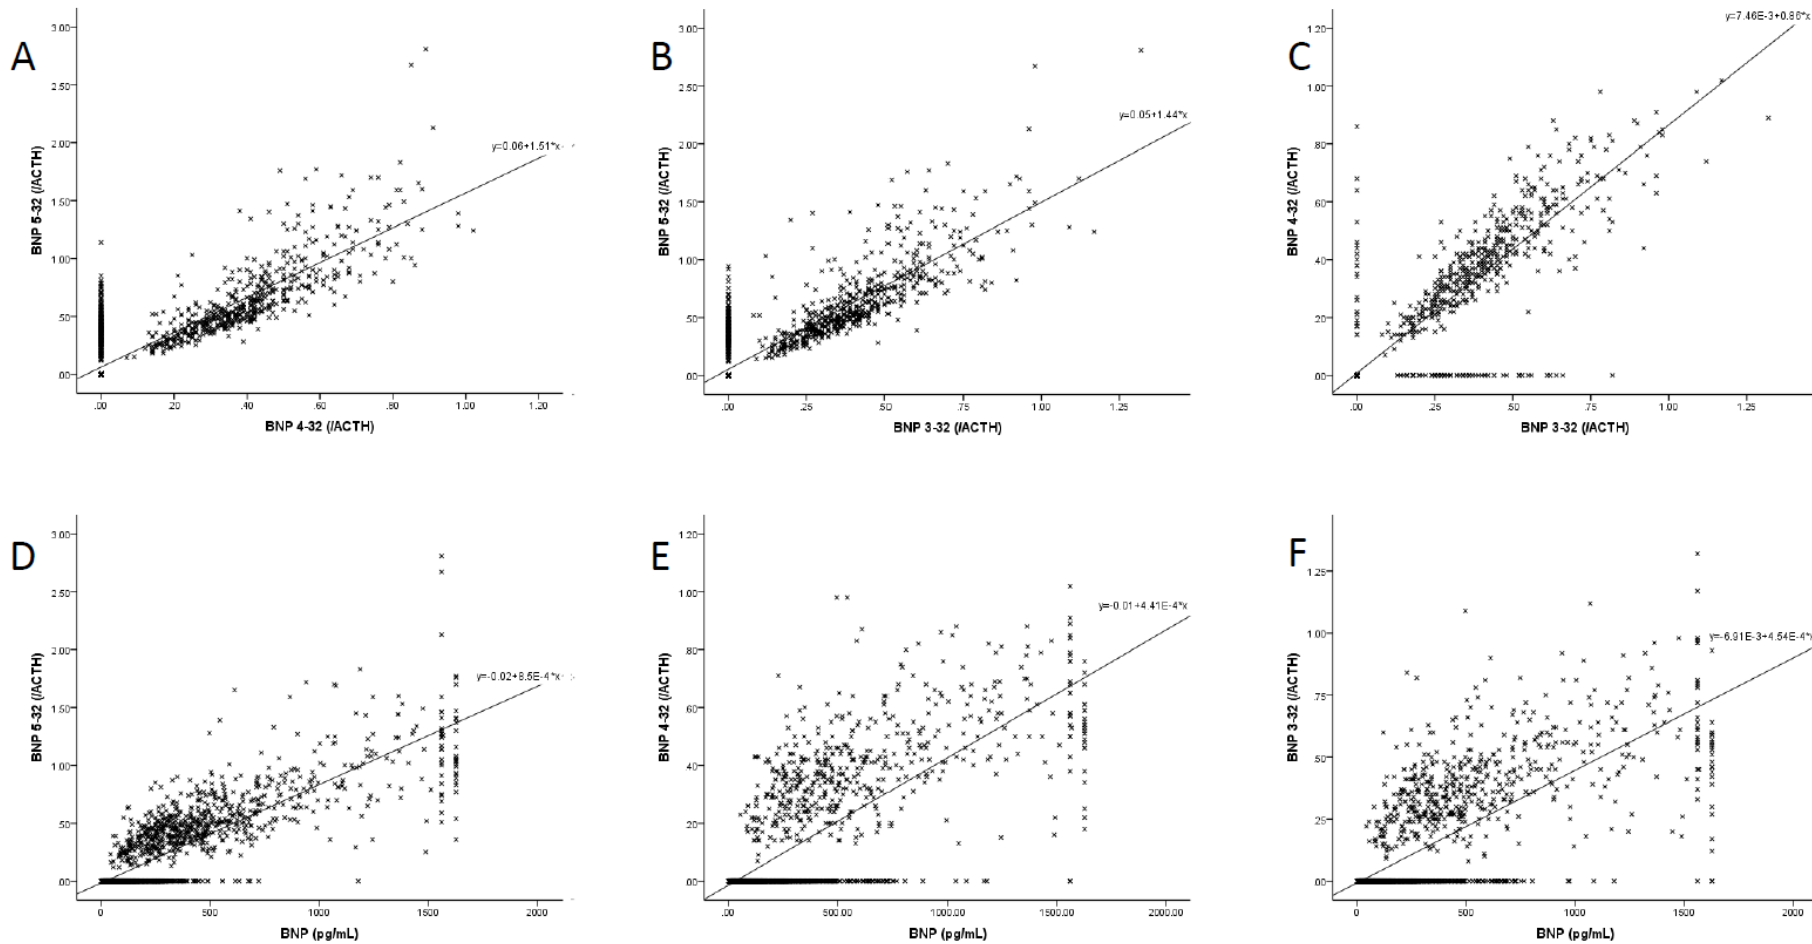 A
BNP 5-32 (/ACTH)
3.00
2.50
2.00
1.50
1.00
.50
.00
y=0.06+1.51*x
.00 .20 .40 .60 .80 1.00 1.20
BNP 4-32 (/ACTH)
B
BNP 5-32 (/ACTH)
3.00
2.50
2.00
1.50
1.00
.50
.00
y=0.05+1.44*x
.00 .25 .50 .75 1.00 1.25
BNP 3-32 (/ACTH)
C
BNP 4-32 (/ACTH)
1.20
1.00
.80
.60
.40
.20
.00
y=7.46E-3+0.86*x
.00 .25 .50 .75 1.00 1.25
BNP 3-32 (/ACTH)
D
BNP 5-32 (/ACTH)
3.00
2.50
2.00
1.50
1.00
.50
.00
y=-0.02+8.5E-4*x
0 500 1000 1500 2000
BNP (pg/mL)
E
BNP 4-32 (/ACTH)
1.20
1.00
.80
.60
.40
.20
.00
y=-0.01+4.41E-4*x
.00 500.00 1000.00 1500.00 2000.00
BNP (pg/mL)
F
BNP 3-32 (/ACTH)
1.25
1.00
.75
.50
.25
.00
y=-6.91E-3+4.54E-4*x
0 500 1000 1500 2000
BNP (pg/mL)